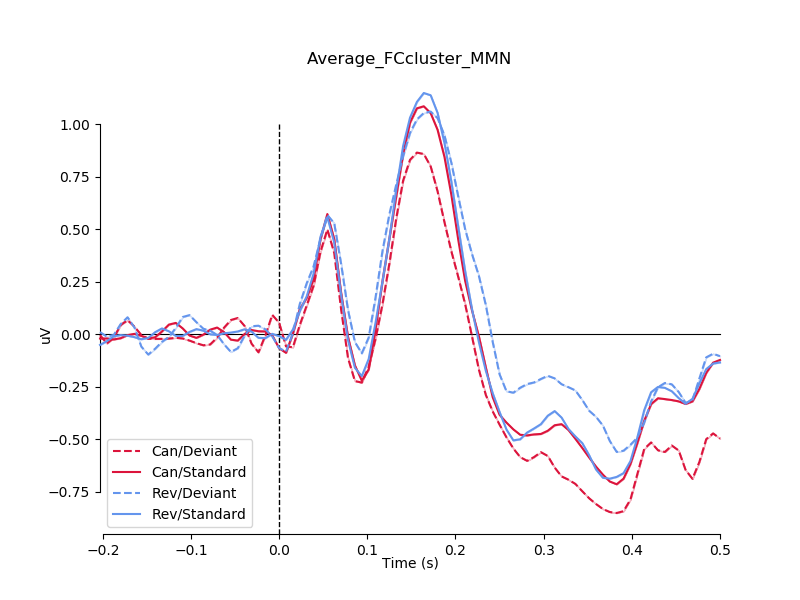 Average_FCcluster_MMN
1.00
0.75
0.50
0.25
0.00
−0.25
−0.50
−0.75
uV
Can/Deviant
Can/Standard
Rev/Deviant
Rev/Standard
−0.2 −0.1 0.0 0.1 0.2 0.3 0.4 0.5
Time (s)